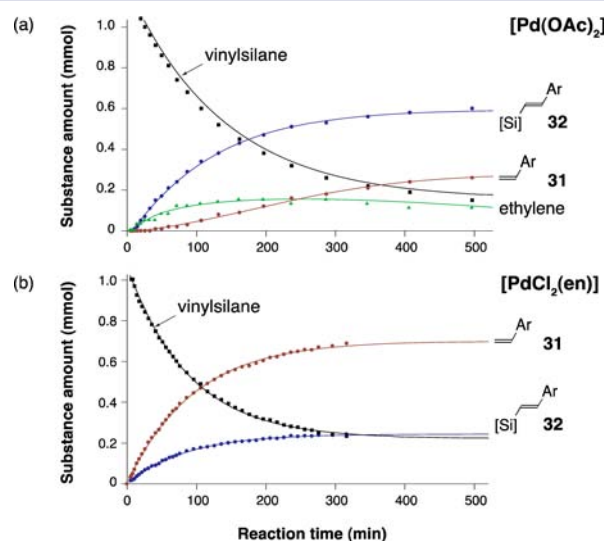 (a)
[Pd(OAc)2]
vinylsilane
Substance amount (mmol)
1.0
0.8
0.6
0.4
0.2
0
0 100 200 300 400 500
Ar
[Si] 32
Ar
31
ethylene
(b)
[PdCl2(en)]
vinylsilane
Substance amount (mmol)
1.0
0.8
0.6
0.4
0.2
0
0 100 200 300 400 500
Ar
31
Ar
[Si] 32
Reaction time (min)